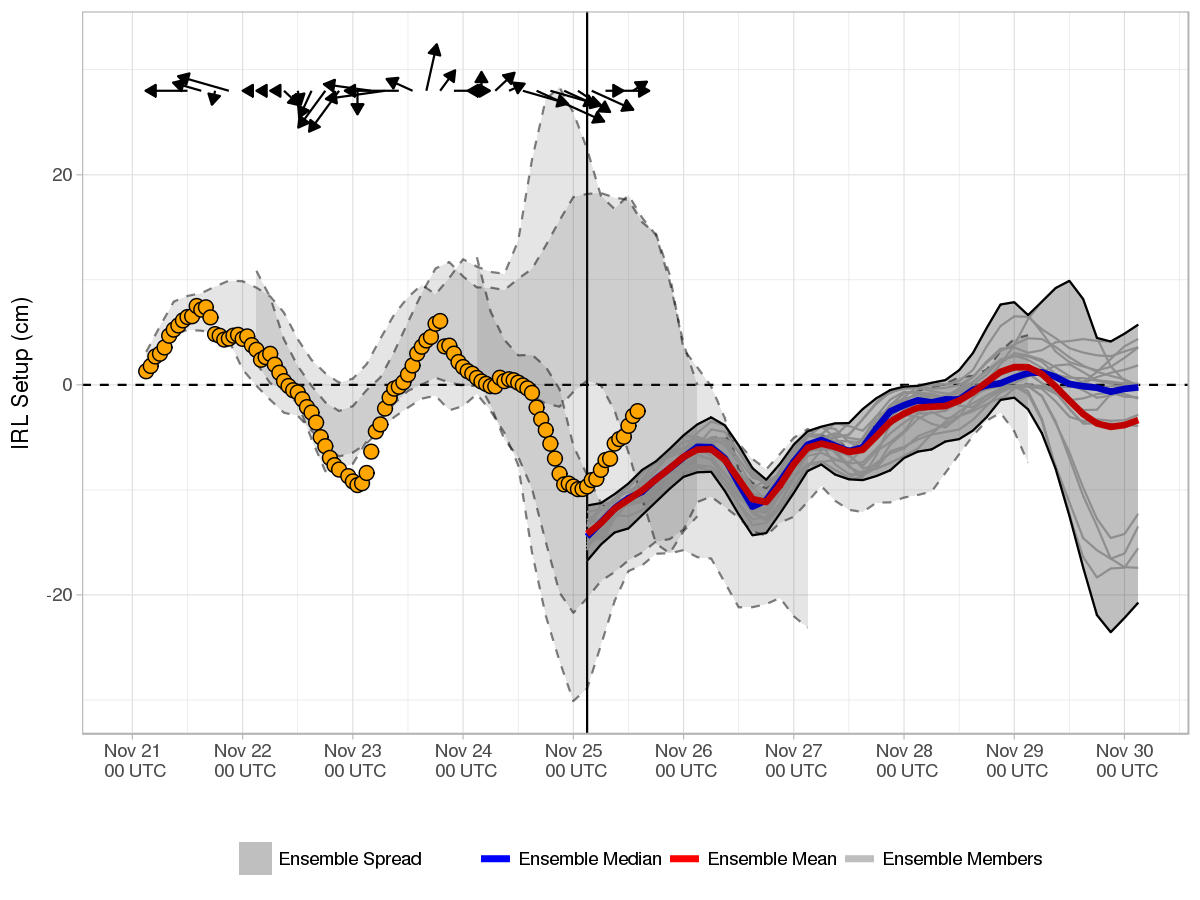 IRL Setup (cm)
20
0
-20
Nov 21 Nov 22 Nov 23 Nov 24 Nov 25 Nov 26 Nov 27 Nov 28 Nov 29 Nov 30
00 UTC 00 UTC 00 UTC 00 UTC 00 UTC 00 UTC 00 UTC 00 UTC 00 UTC 00 UTC
Ensemble Spread Ensemble Median Ensemble Mean Ensemble Members